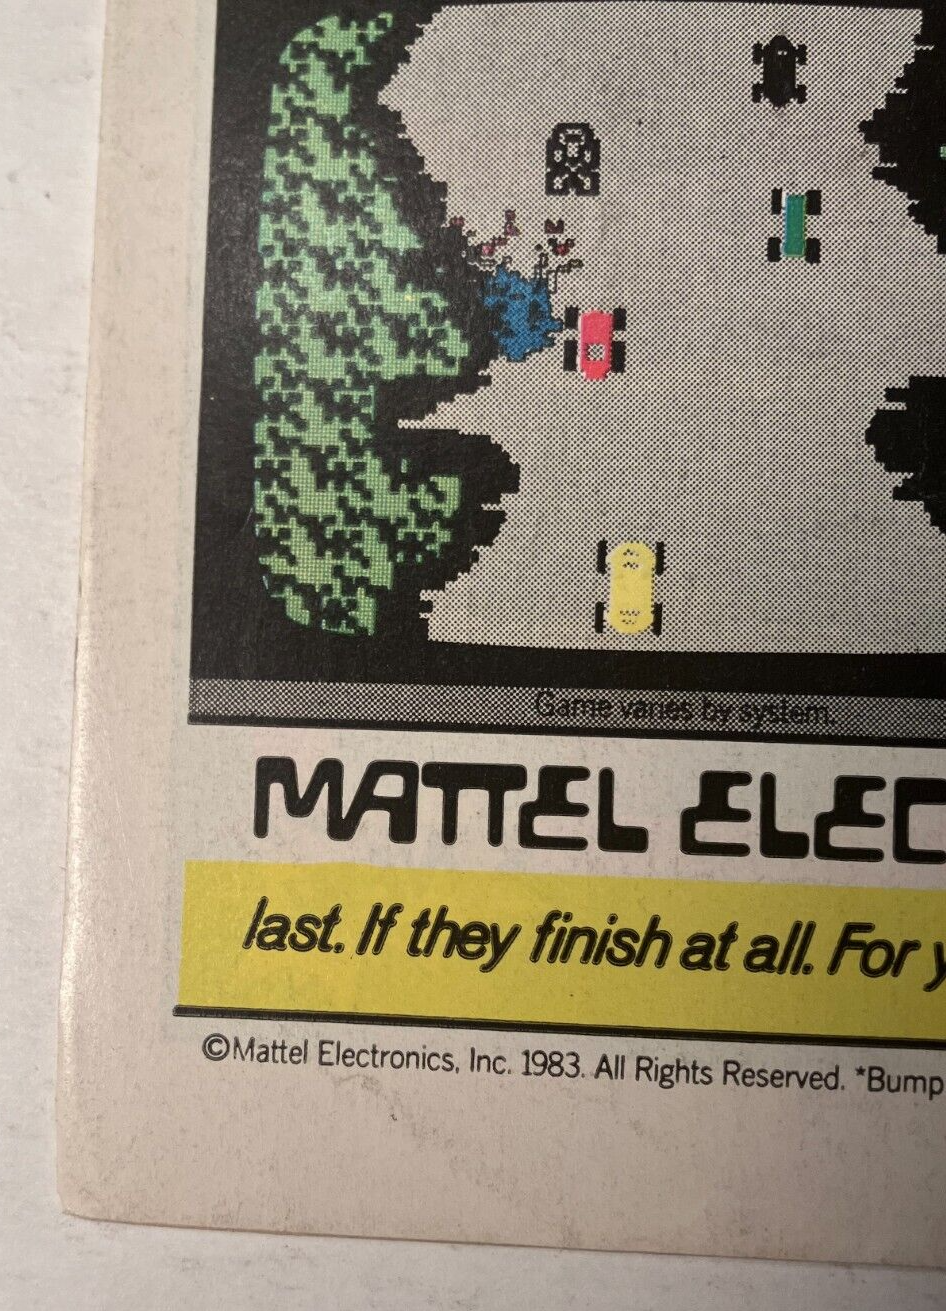 Game varies by system.
MATTEL ELEC
last. If they finish at all. For y
©Mattel Electronics, Inc. 1983. All Rights Reserved. *Bump